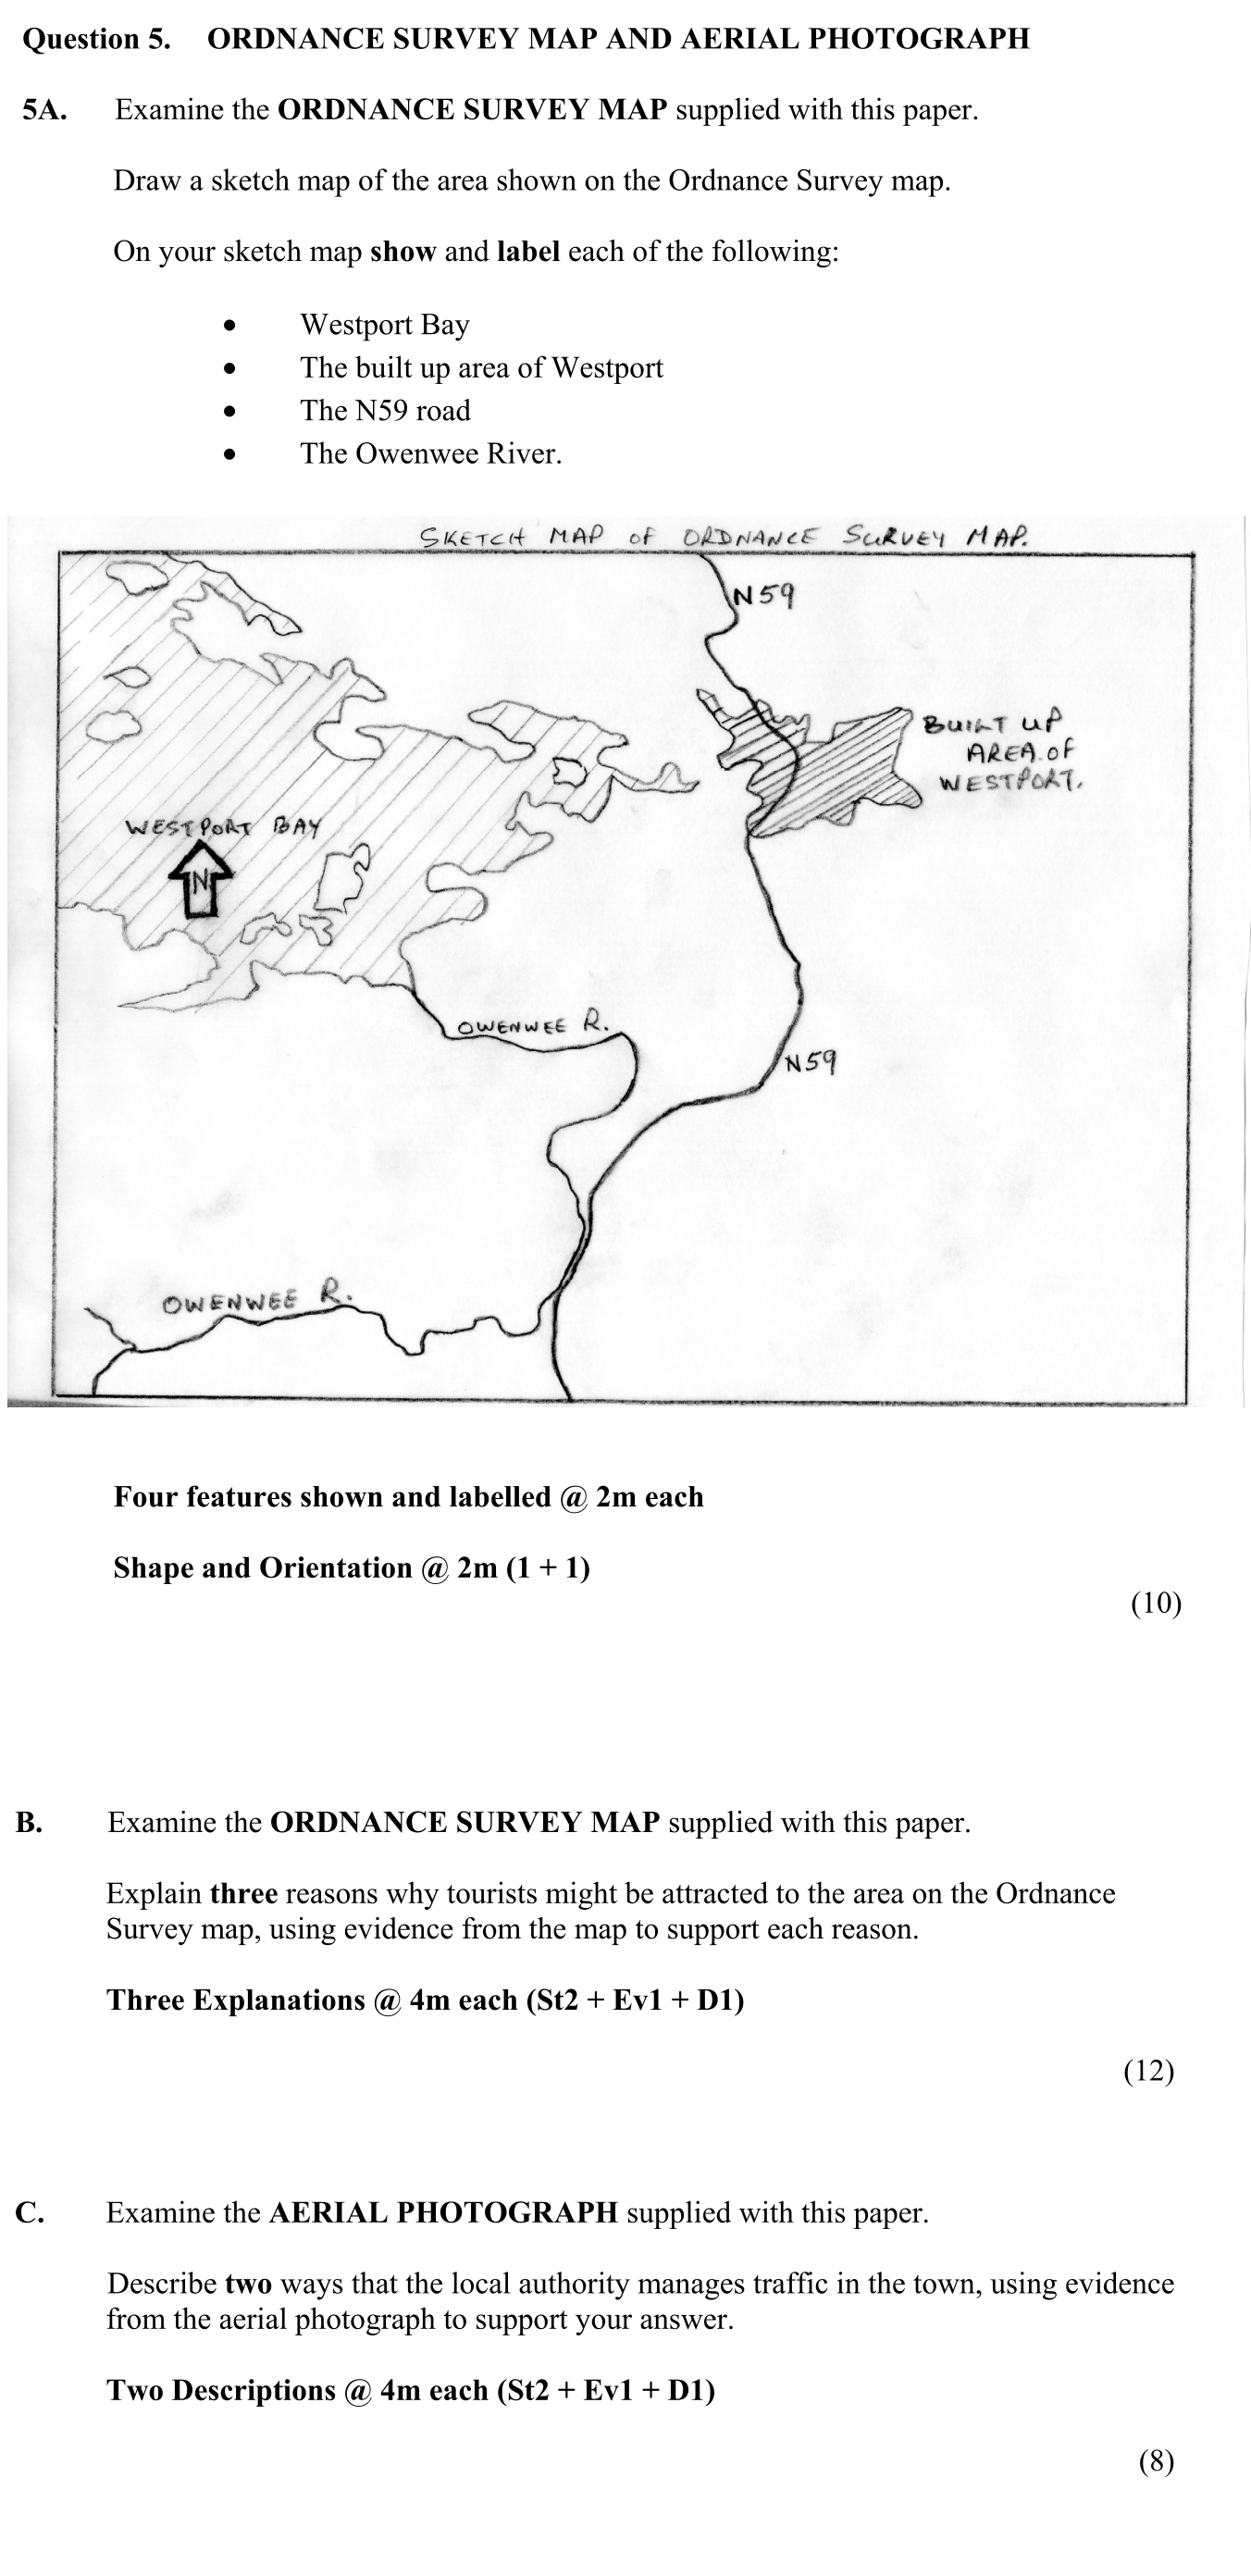 Question 5. ORDNANCE SURVEY MAP AND AERIAL PHOTOGRAPH
5A. Examine the ORDNANCE SURVEY MAP supplied with this paper.
Draw a sketch map of the area shown on the Ordnance Survey map.
On your sketch map show and label each of the following:
• Westport Bay
• The built up area of Westport
• The N59 road
• The Owenwee River.
SKETCH MAP OF ORDNANCE SURVEY MAP.
N59
BUILT UP
AREA OF
WESTPORT.
WESTPORT BAY
N
OWENWEE R.
N59
OWENWEE R.
Four features shown and labelled @ 2m each
Shape and Orientation @ 2m (1 + 1)
(10)
B. Examine the ORDNANCE SURVEY MAP supplied with this paper.
Explain three reasons why tourists might be attracted to the area on the Ordnance
Survey map, using evidence from the map to support each reason.
Three Explanations @ 4m each (St2 + Ev1 + D1)
(12)
C. Examine the AERIAL PHOTOGRAPH supplied with this paper.
Describe two ways that the local authority manages traffic in the town, using evidence
from the aerial photograph to support your answer.
Two Descriptions @ 4m each (St2 + Ev1 + D1)
(8)